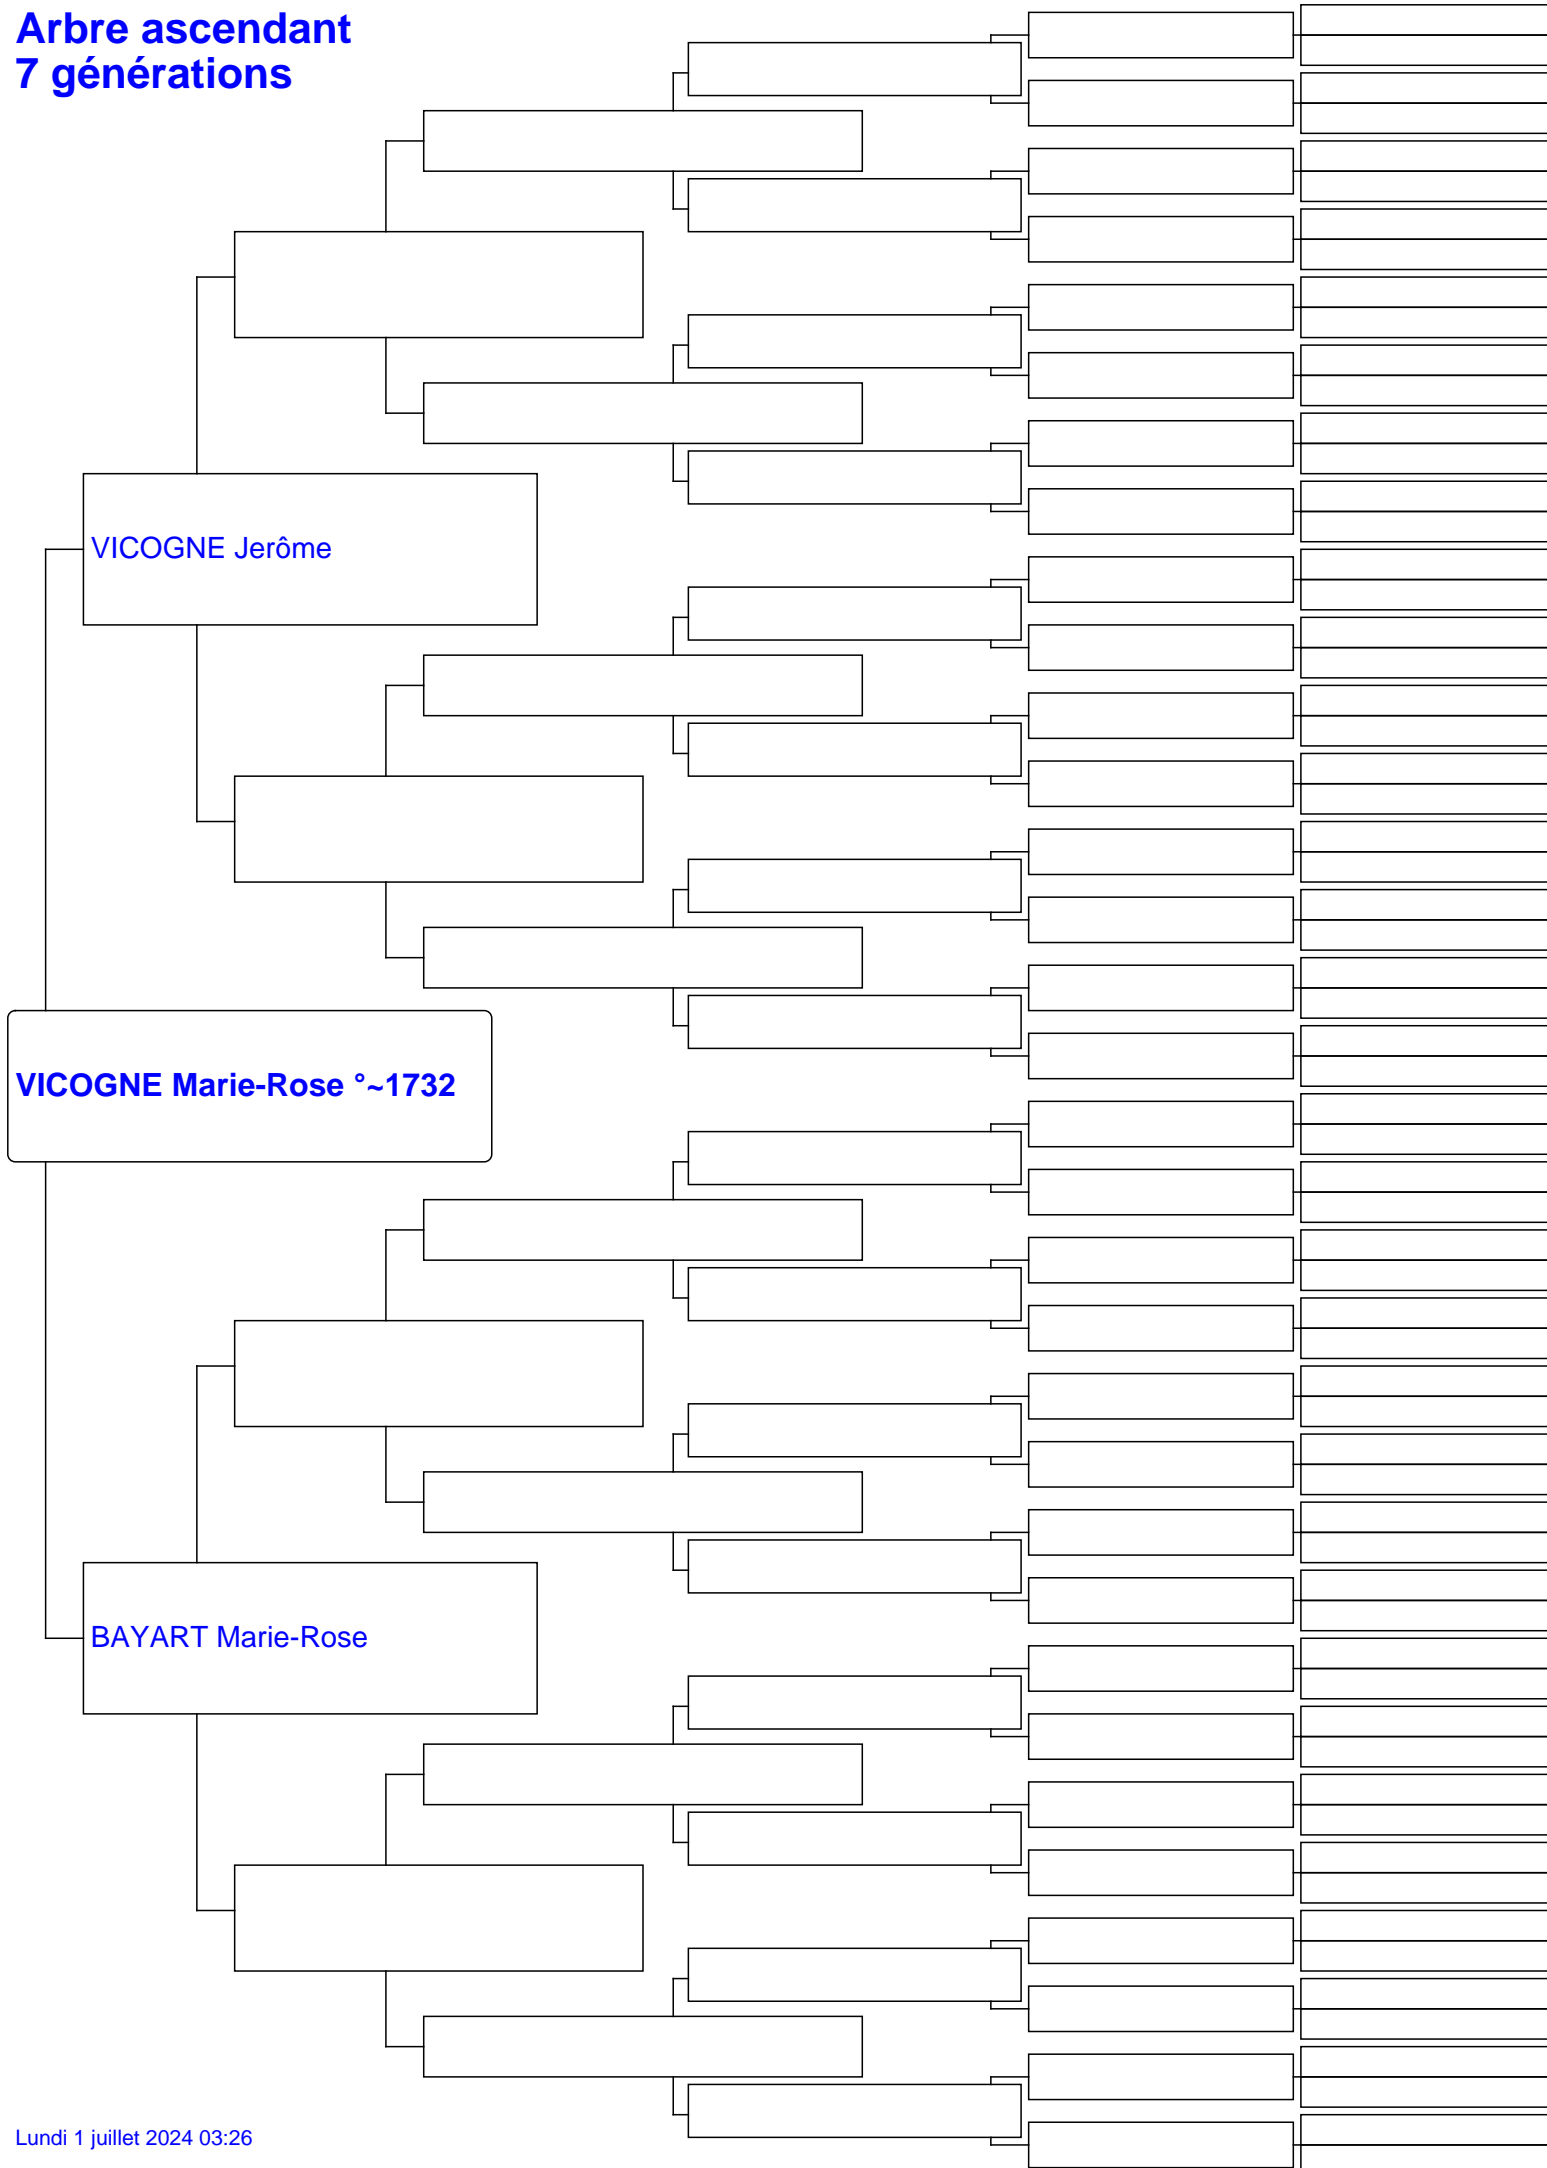 Arbre ascendant
7 générations
VICOGNE Jerôme
VICOGNE Marie-Rose °~1732
BAYART Marie-Rose
Lundi 1 juillet 2024 03:26